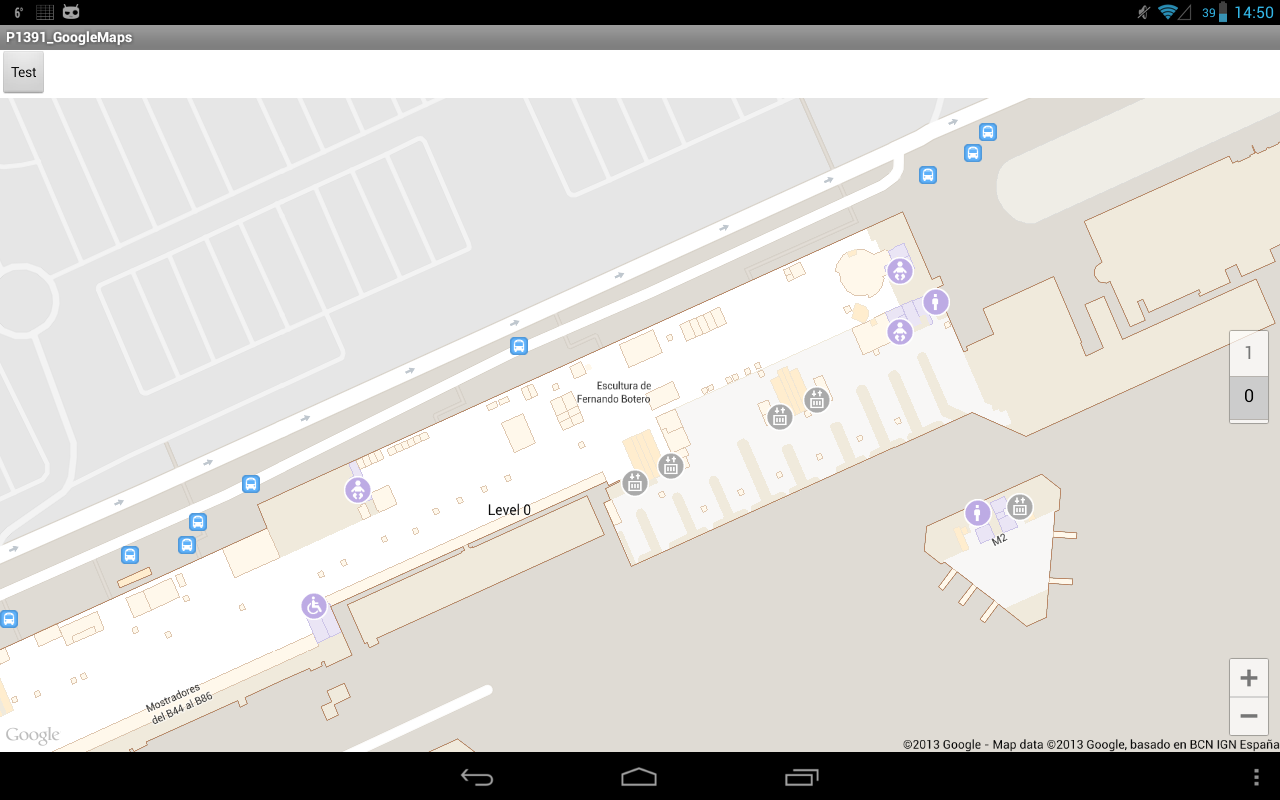 6°
39
14:50
P1391_GoogleMaps
Test
1
0
Escultura de
Fernando Botero
Level 0
M2
Mostradores
del B44 al B86
+
−
Google
©2013 Google - Map data ©2013 Google, basado en BCN IGN España